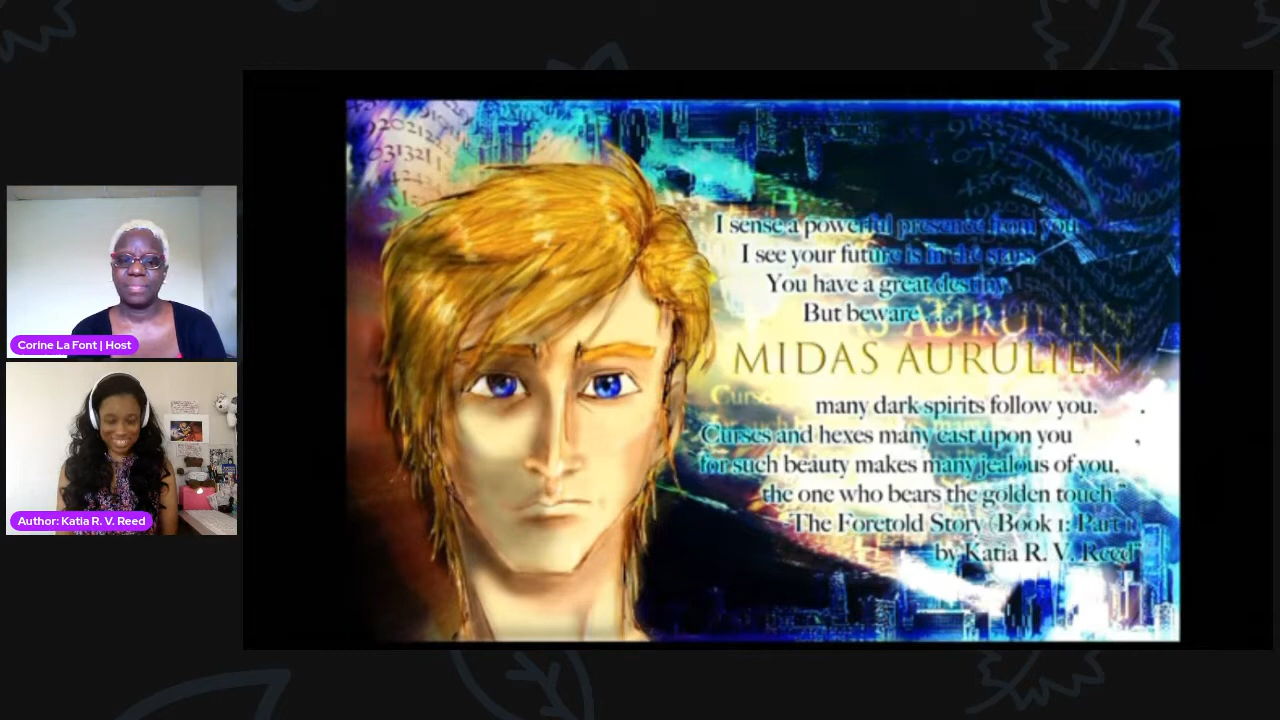 Corine La Font | Host
Author: Katia R. V. Reed
I sense a powerful presence from you
I see your future is in the stars.
You have a great destiny.
But beware ....
MIDAS AURULIEN
many dark spirits follow you.
Curses and hexes many cast upon you
for such beauty makes many jealous of you.
the one who bears the golden touch."
"The Foretold Story (Book 1: Part 1)
by Katia R. V. Reed"